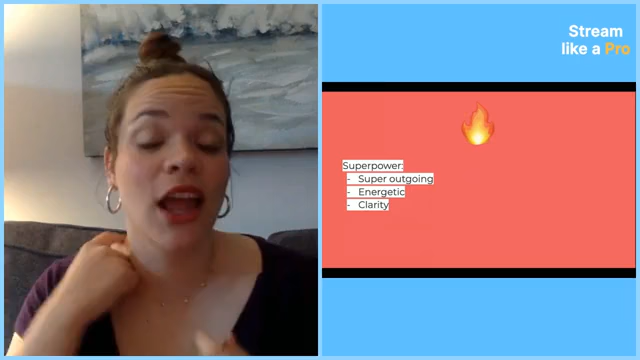 Stream
like a Pro
Superpower:
- Super outgoing
- Energetic
- Clarity